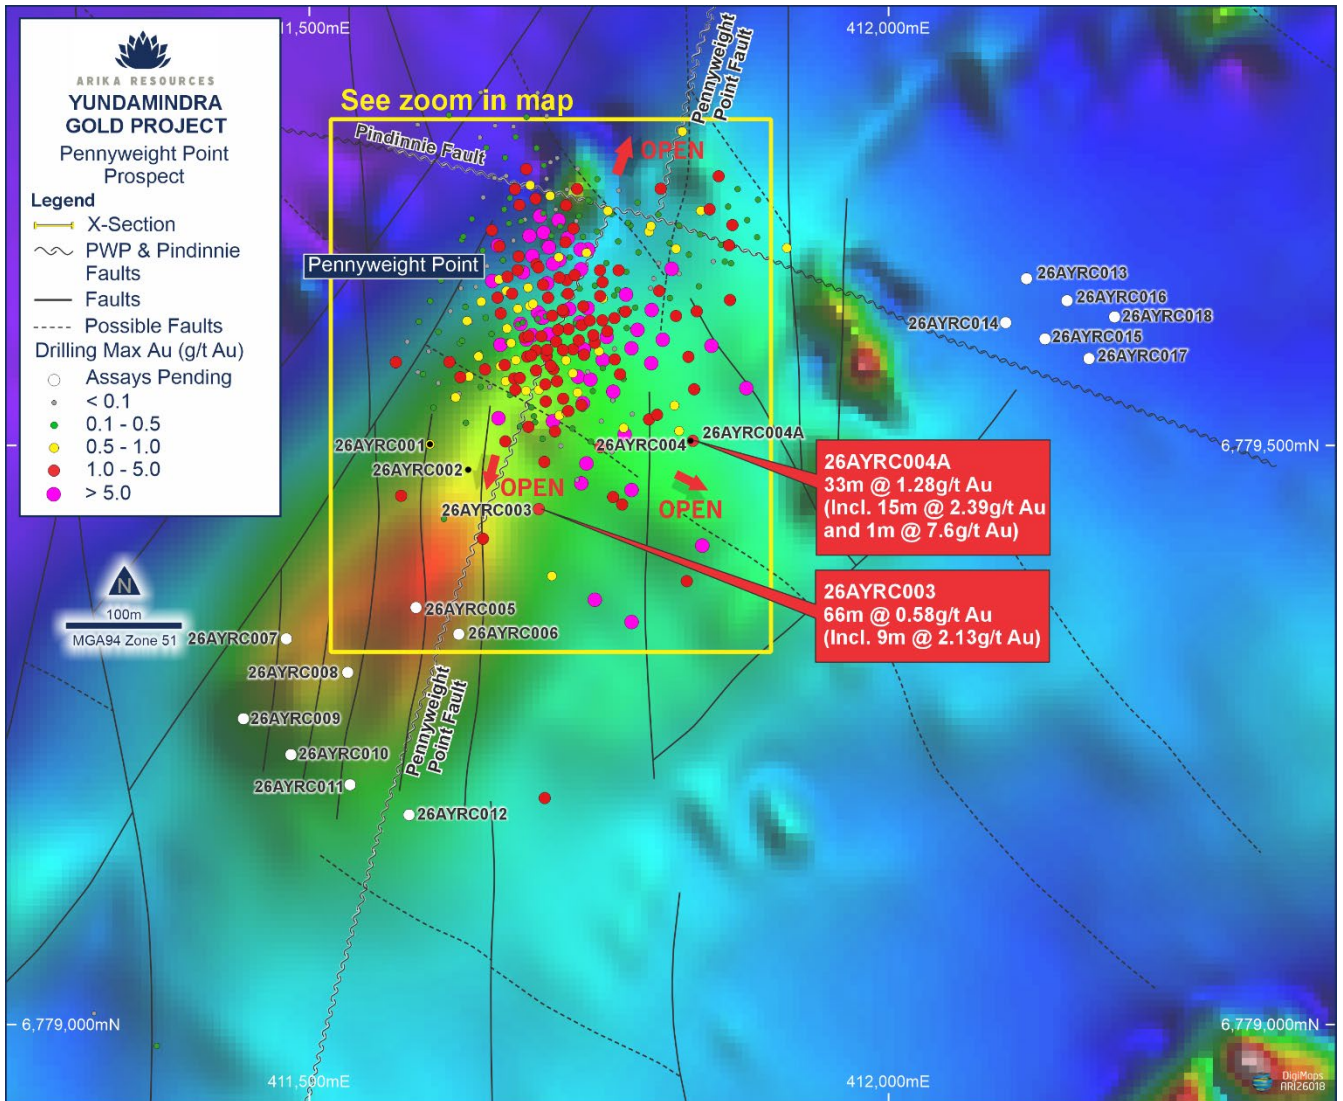 ARIKA RESOURCES
YUNDAMINDRA
GOLD PROJECT
Pennyweight Point
Prospect
Legend
X-Section
PWP & Pindinnie
Faults
Faults
Possible Faults
Drilling Max Au (g/t Au)
Assays Pending
< 0.1
0.1 - 0.5
0.5 - 1.0
1.0 - 5.0
> 5.0
1,500mE
412,000mE
See zoom in map
Pindinnie Fault
Pennyweight
Point Fault
OPEN
Pennyweight Point
26AYRC013
26AYRC016
26AYRC018
26AYRC014
26AYRC015
26AYRC017
26AYRC001
26AYRC002
26AYRC004
26AYRC004A
6,779,500mN
OPEN
OPEN
26AYRC003
26AYRC004A
33m @ 1.28g/t Au
(Incl. 15m @ 2.39g/t Au
and 1m @ 7.6g/t Au)
26AYRC003
66m @ 0.58g/t Au
(Incl. 9m @ 2.13g/t Au)
N
100m
MGA94 Zone 51
26AYRC005
26AYRC006
26AYRC007
26AYRC008
26AYRC009
26AYRC010
26AYRC011
26AYRC012
Pennyweight
Point Fault
6,779,000mN
6,779,000mN
411,500mE
412,000mE
DigiMaps
ARI26018